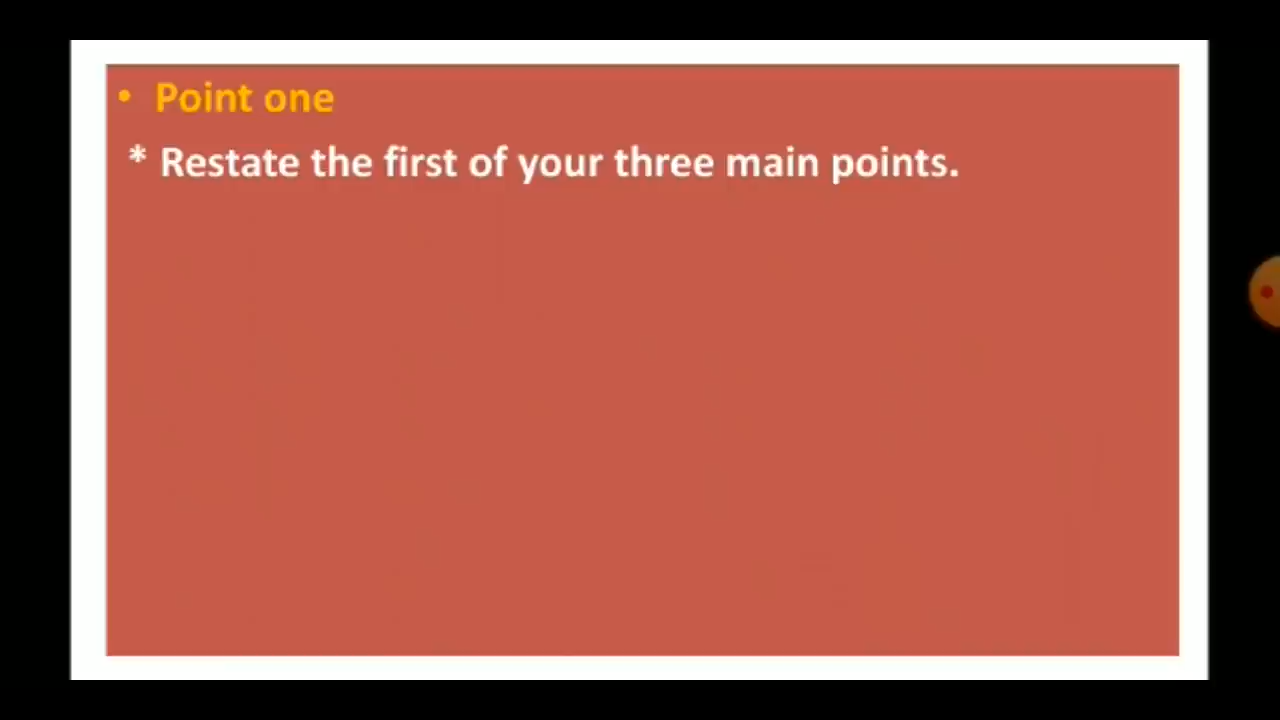 • Point one
* Restate the first of your three main points.